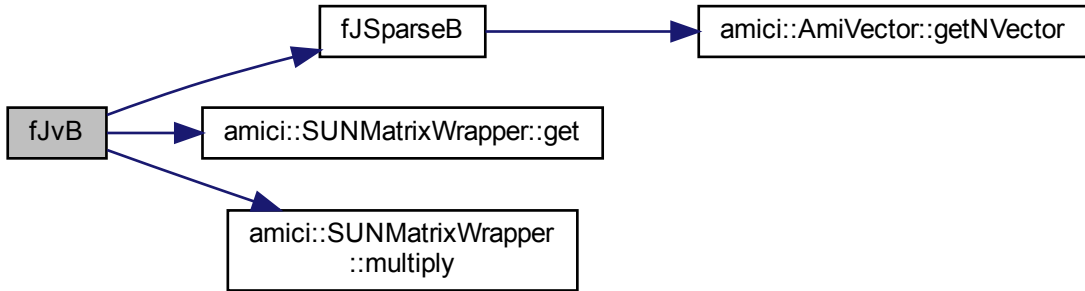 fJSparseB
amici::AmiVector::getNVector
fJvB
amici::SUNMatrixWrapper::get
amici::SUNMatrixWrapper
::multiply